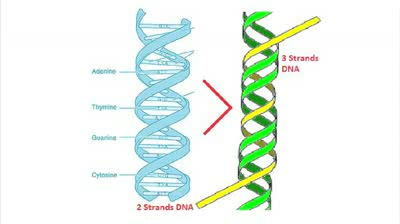 Adenine
Thymine
Guanine
Cytosine
2 Strands DNA
3 Strands
DNA